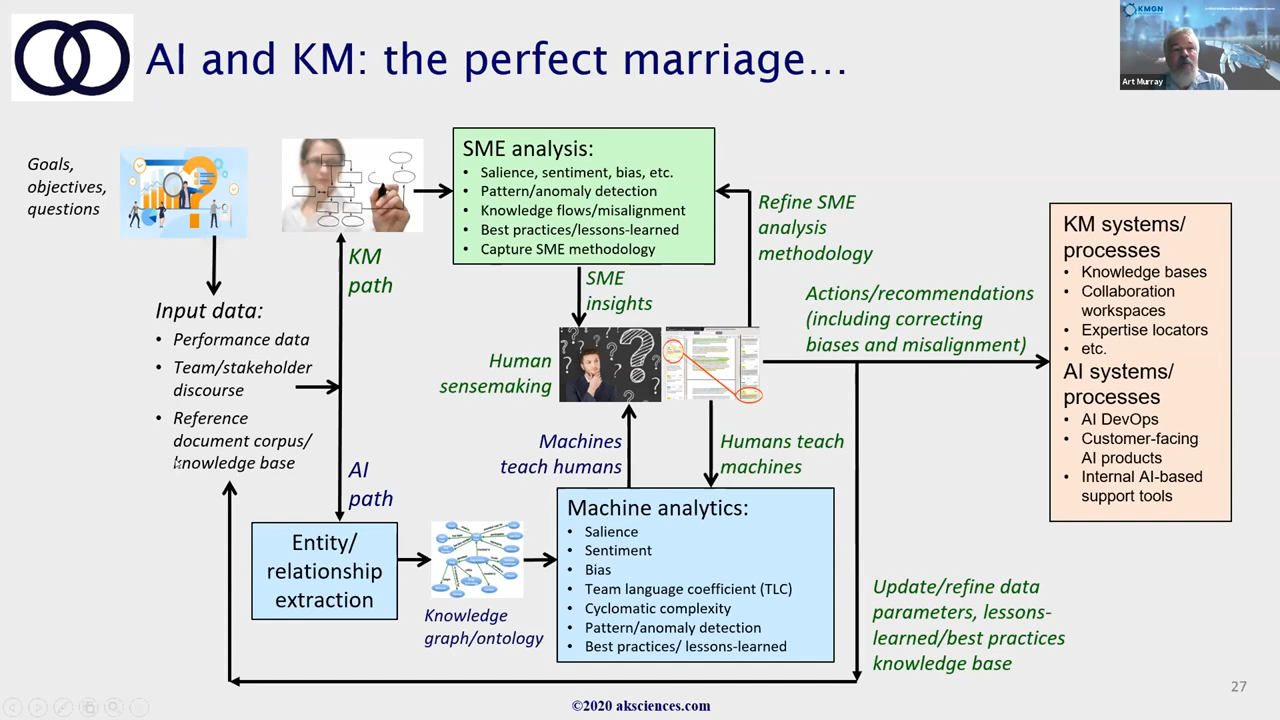 AI and KM: the perfect marriage...
KMGN
Art Murray
Goals,
objectives,
questions
SME analysis:
• Salience, sentiment, bias, etc.
• Pattern/anomaly detection
• Knowledge flows/misalignment
• Best practices/lessons-learned
• Capture SME methodology
Refine SME
analysis
methodology
KM
path
SME
insights
Input data:
• Performance data
• Team/stakeholder
discourse
• Reference
document corpus/
knowledge base
Human
sensemaking
Actions/recommendations
(including correcting
biases and misalignment)
KM systems/
processes
• Knowledge bases
• Collaboration
workspaces
• Expertise locators
• etc.
AI systems/
processes
• AI DevOps
• Customer-facing
AI products
• Internal AI-based
support tools
AI
path
Machines
teach humans
Humans teach
machines
Entity/
relationship
extraction
Knowledge
graph/ontology
Machine analytics:
• Salience
• Sentiment
• Bias
• Team language coefficient (TLC)
• Cyclomatic complexity
• Pattern/anomaly detection
• Best practices/ lessons-learned
Update/refine data
parameters, lessons-
learned/best practices
knowledge base
27
©2020 aksciences.com